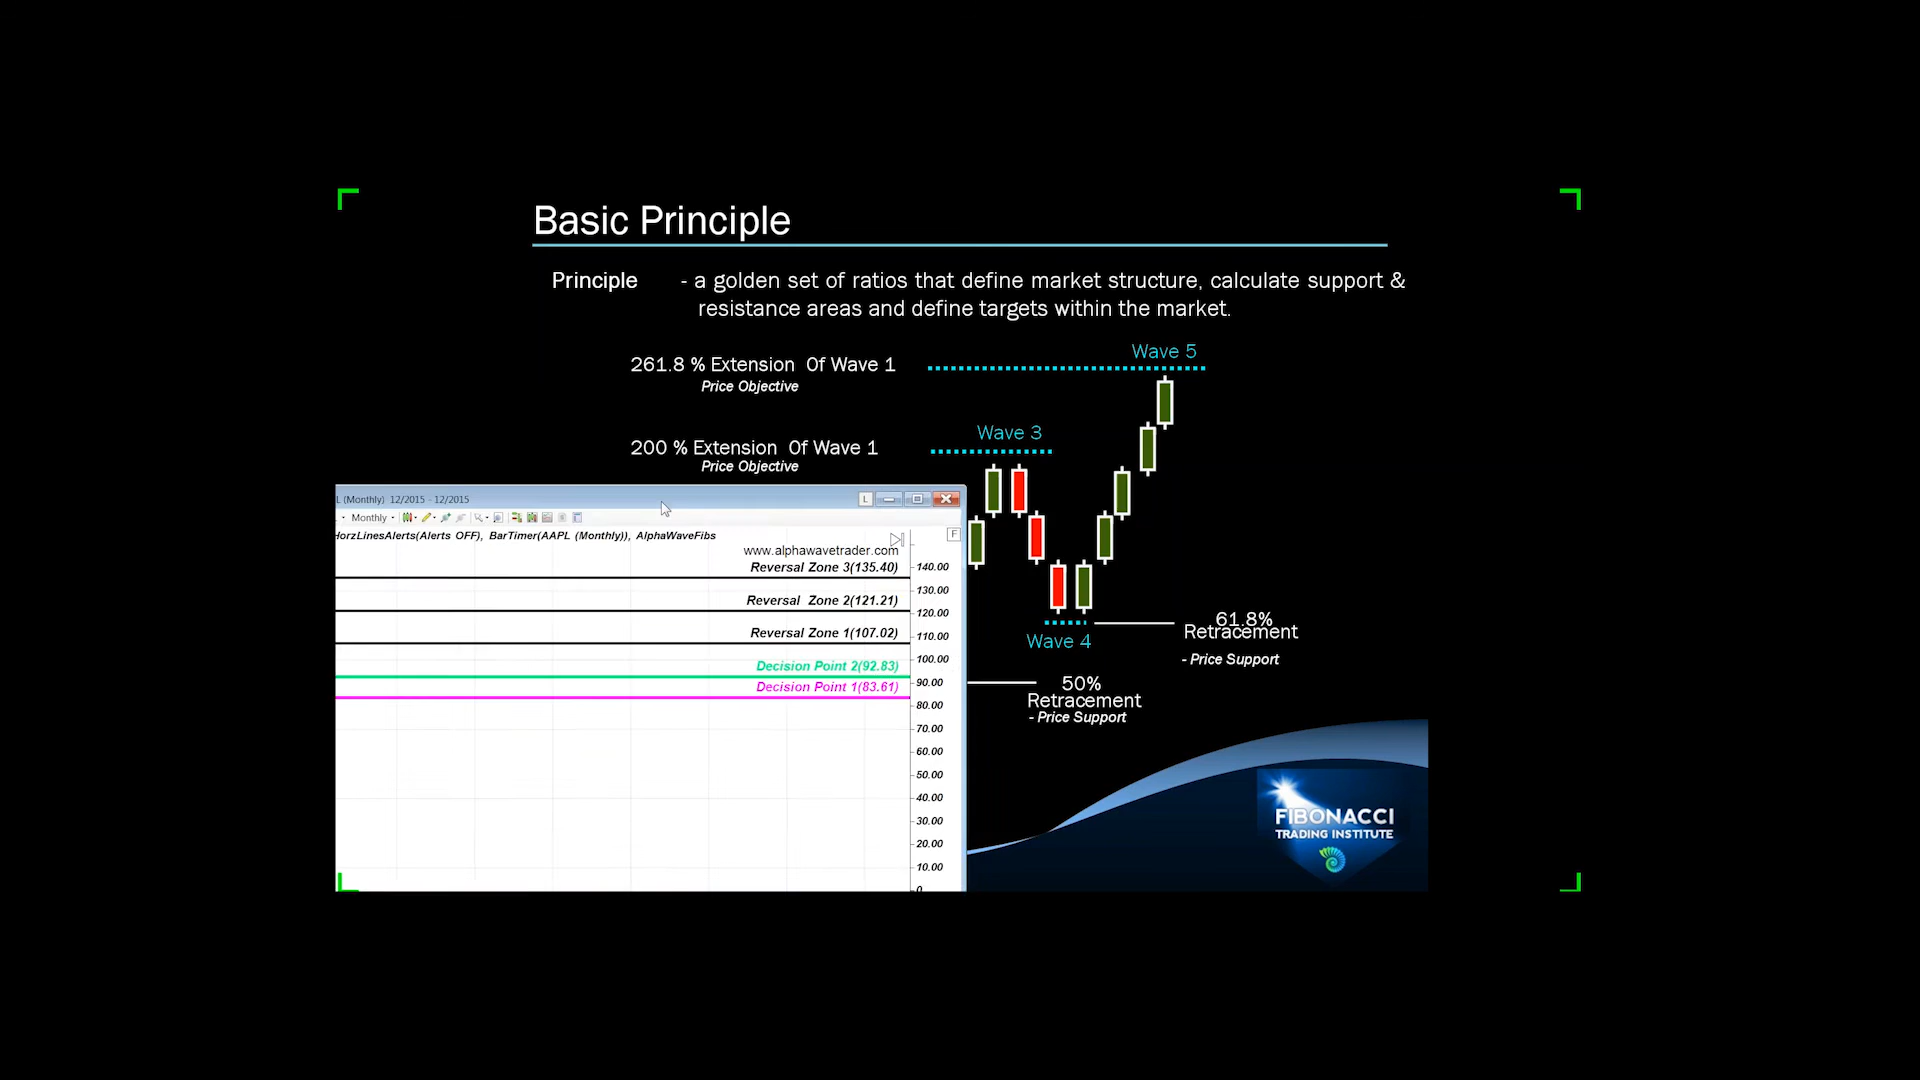 Basic Principle
Principle - a golden set of ratios that define market structure, calculate support &
resistance areas and define targets within the market.
Wave 5
261.8 % Extension Of Wave 1
Price Objective
Wave 3
200 % Extension Of Wave 1
Price Objective
L (Monthly) 12/2015 - 12/2015
L
Monthly
HorzLinesAlerts(Alerts OFF), BarTimer(AAPL (Monthly)), AlphaWaveFibs
F
www.alphawavetrader.com
Reversal Zone 3(135.40)
140.00
130.00
Reversal Zone 2(121.21)
120.00
Reversal Zone 1(107.02)
110.00
100.00
Decision Point 2(92.83)
90.00
Decision Point 1(83.61)
80.00
70.00
60.00
50.00
40.00
30.00
20.00
10.00
0
61.8%
Retracement
- Price Support
Wave 4
50%
Retracement
- Price Support
FIBONACCI
TRADING INSTITUTE